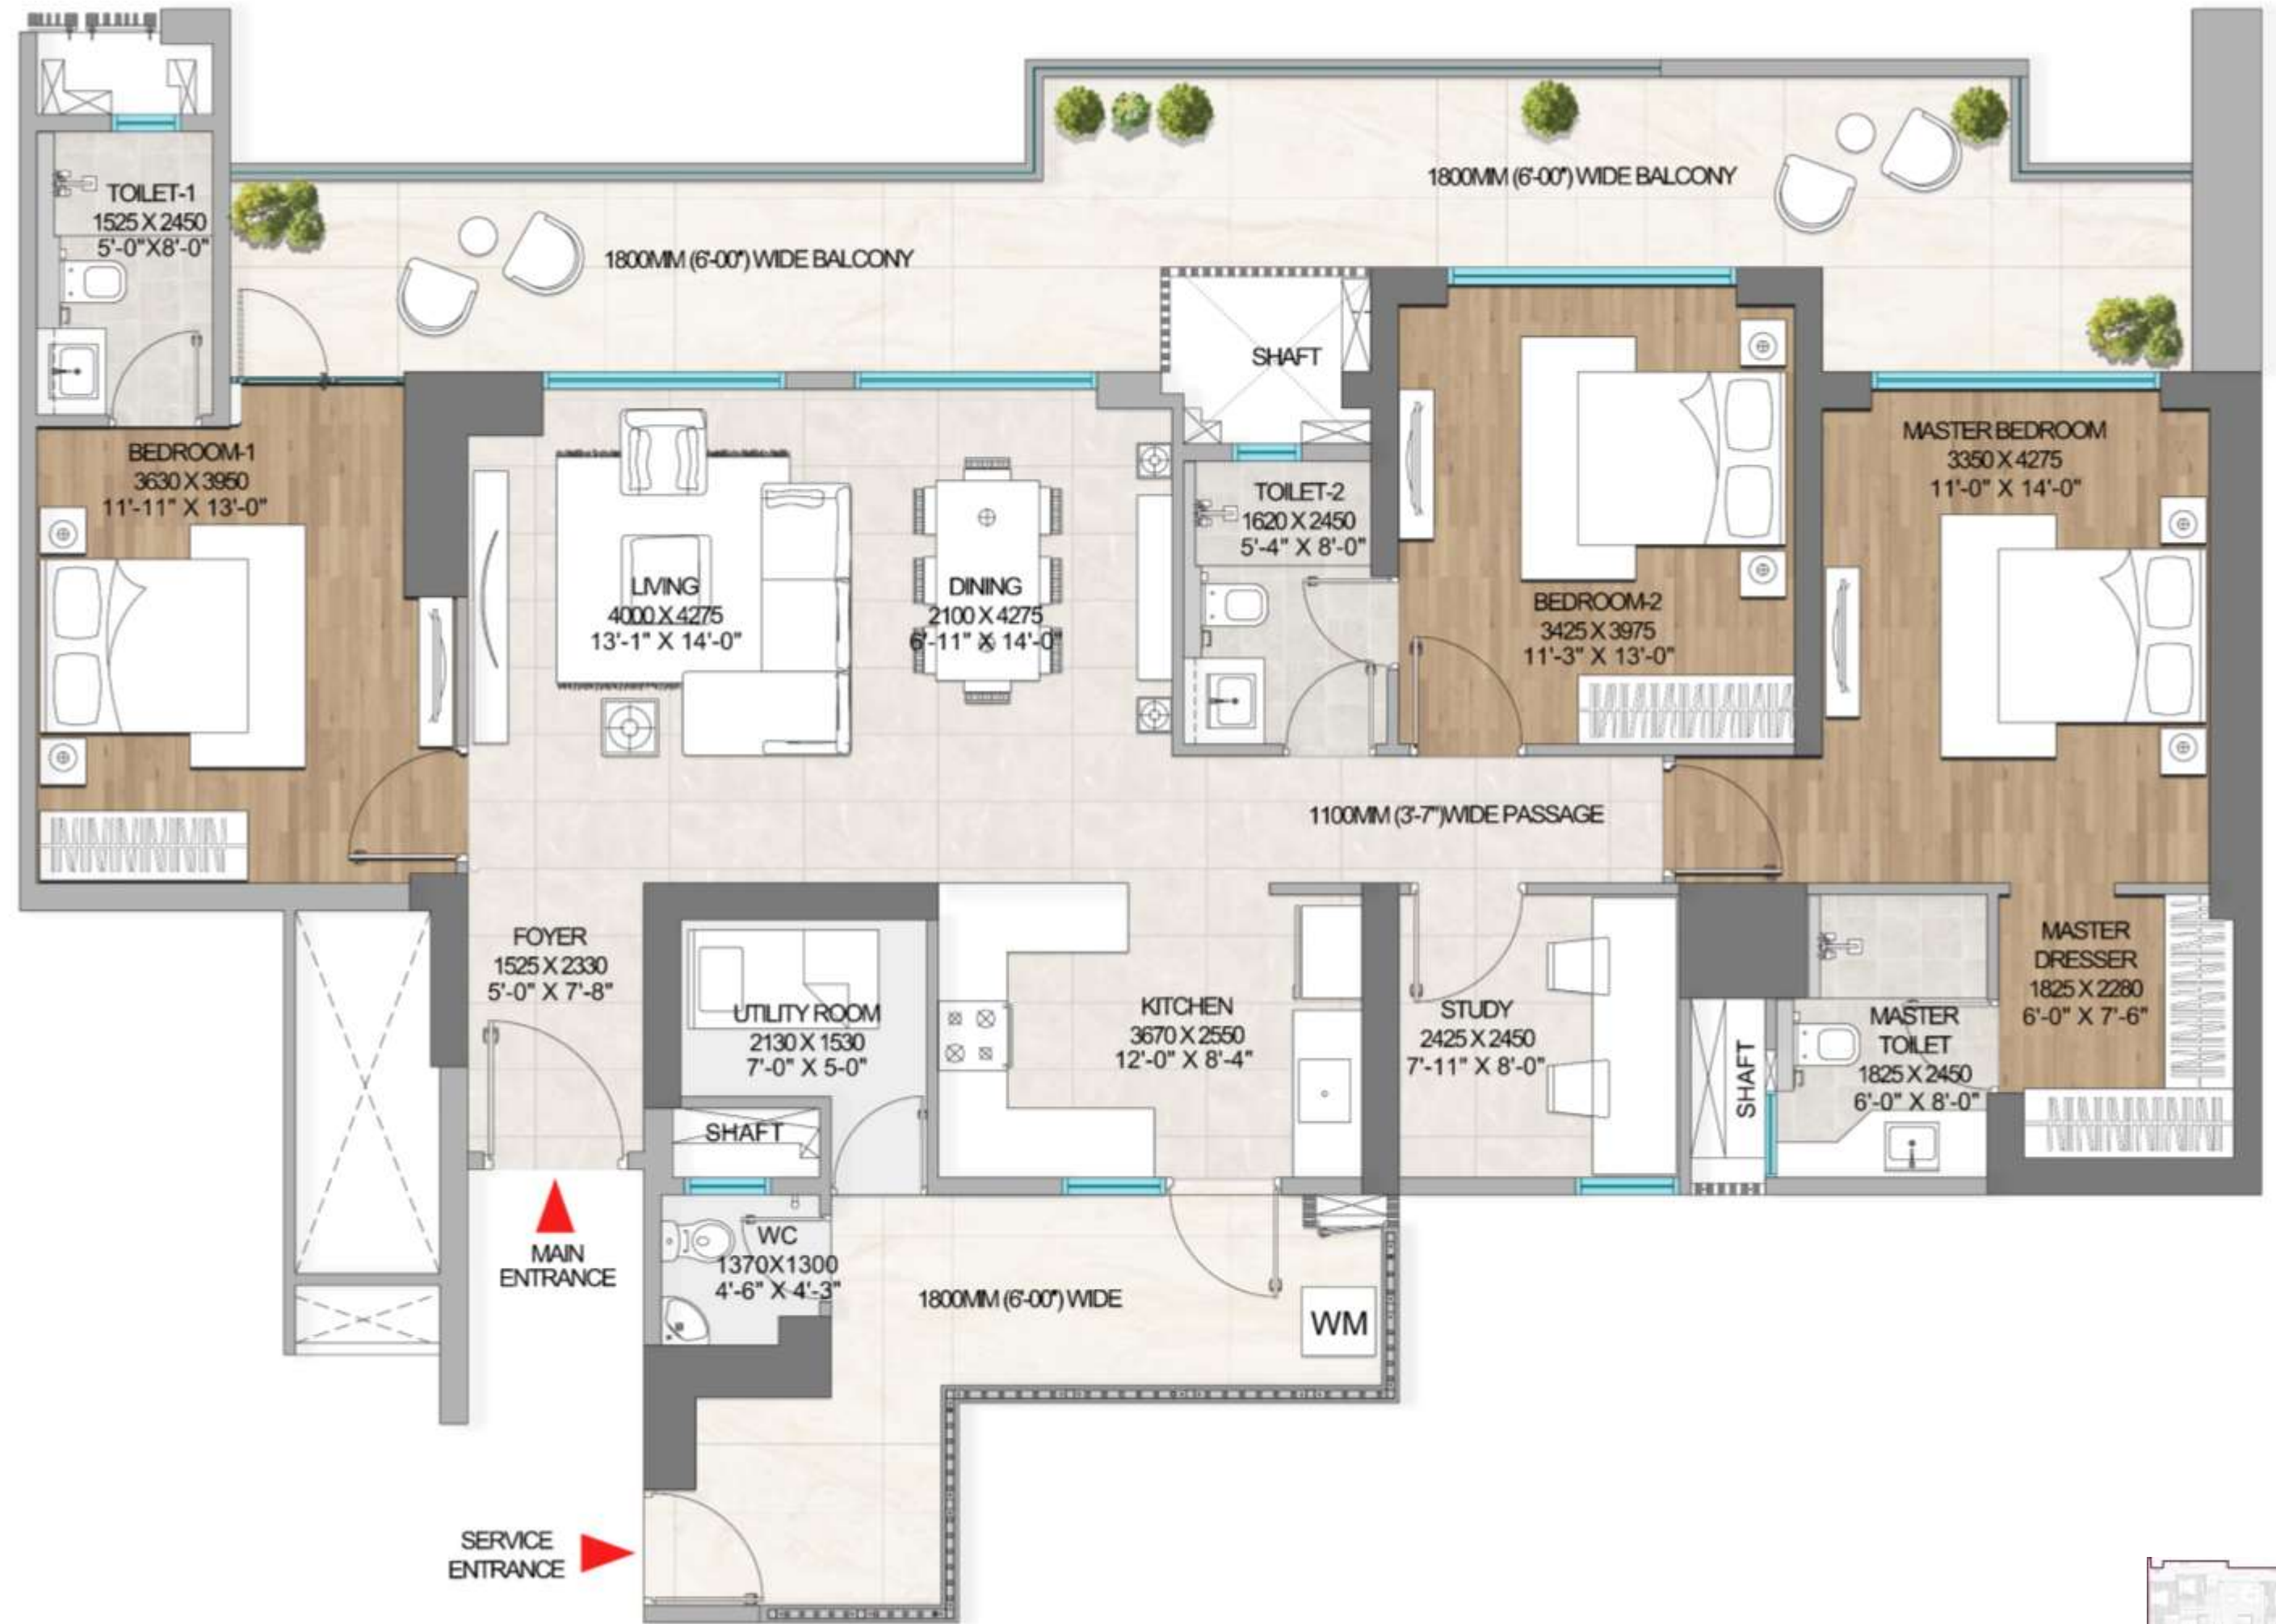 TOILET-1
1525 X 2450
5'-0"X8'-0"
1800MM (6'-00") WIDE BALCONY
1800MM (6'-00") WIDE BALCONY
SHAFT
BEDROOM-1
3630 X 3950
11'-11" X 13'-0"
LIVING
4000 X 4275
13'-1" X 14'-0"
DINING
2100 X 4275
6'-11" X 14'-0"
TOILET-2
1620 X 2450
5'-4" X 8'-0"
BEDROOM-2
3425 X 3975
11'-3" X 13'-0"
MASTER BEDROOM
3350 X 4275
11'-0" X 14'-0"
1100MM (3'-7")WIDE PASSAGE
FOYER
1525 X 2330
5'-0" X 7'-8"
UTILITY ROOM
2130 X 1530
7'-0" X 5-0"
KITCHEN
3670 X 2550
12'-0" X 8'-4"
STUDY
2425 X 2450
7'-11" X 8'-0"
SHAFT
MASTER
TOILET
1825 X 2450
6'-0" X 8'-0"
MASTER
DRESSER
1825 X 2280
6'-0" X 7'-6"
SHAFT
WC
1370X1300
4'-6" X 4'-3"
MAIN
ENTRANCE
1800MM (6'-00") WIDE
WM
SERVICE
ENTRANCE